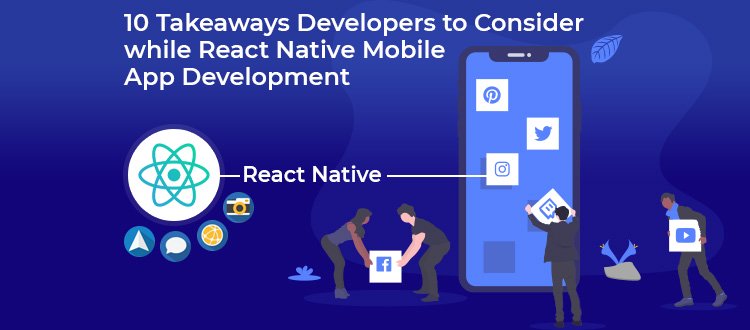 10 Takeaways Developers to Consider
while React Native Mobile
App Development
React Native